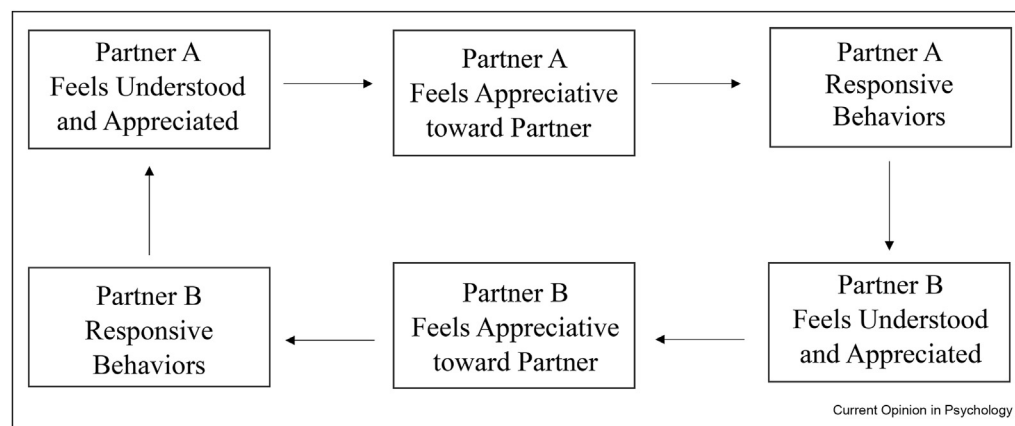 Partner A
Feels Understood
and Appreciated
Partner A
Feels Appreciative
toward Partner
Partner A
Responsive
Behaviors
Partner B
Responsive
Behaviors
Partner B
Feels Appreciative
toward Partner
Partner B
Feels Understood
and Appreciated
Current Opinion in Psychology